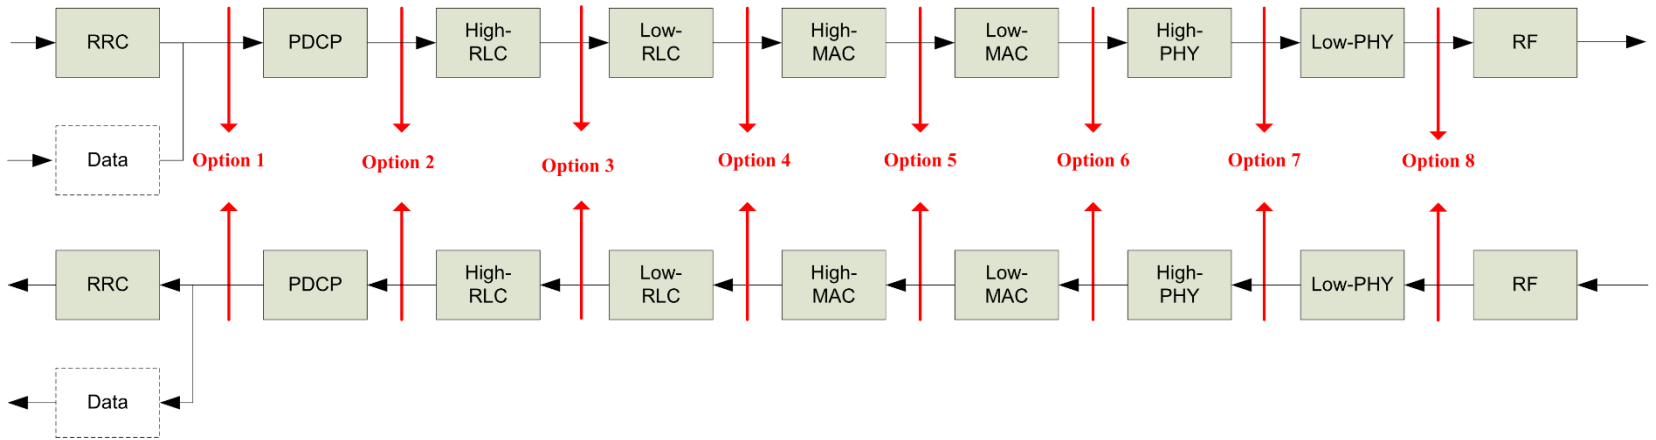 RRC
PDCP
High-
RLC
Low-
RLC
High-
MAC
Low-
MAC
High-
PHY
Low-PHY
RF
Data
Option 1
Option 2
Option 3
Option 4
Option 5
Option 6
Option 7
Option 8
RRC
PDCP
High-
RLC
Low-
RLC
High-
MAC
Low-
MAC
High-
PHY
Low-PHY
RF
Data